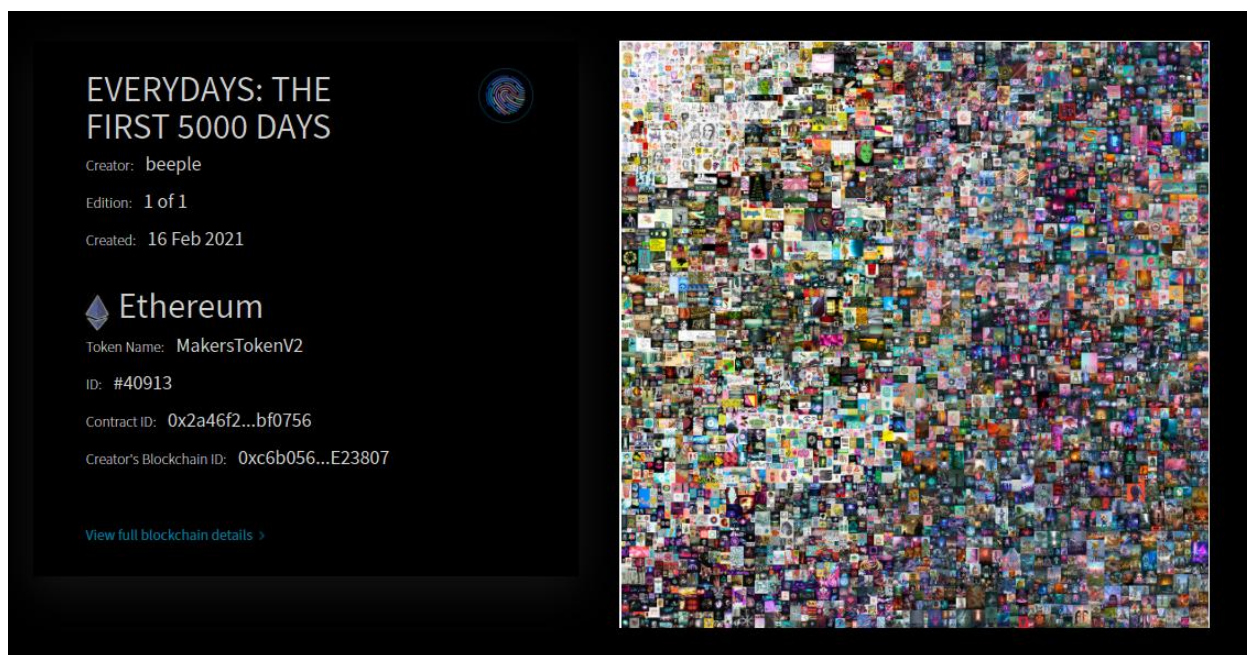 EVERYDAYS: THE
FIRST 5000 DAYS
Creator: beeple
Edition: 1 of 1
Created: 16 Feb 2021
Ethereum
Token Name: MakersTokenV2
ID: #40913
Contract ID: 0x2a46f2...bf0756
Creator's Blockchain ID: 0xc6b056...E23807
View full blockchain details >